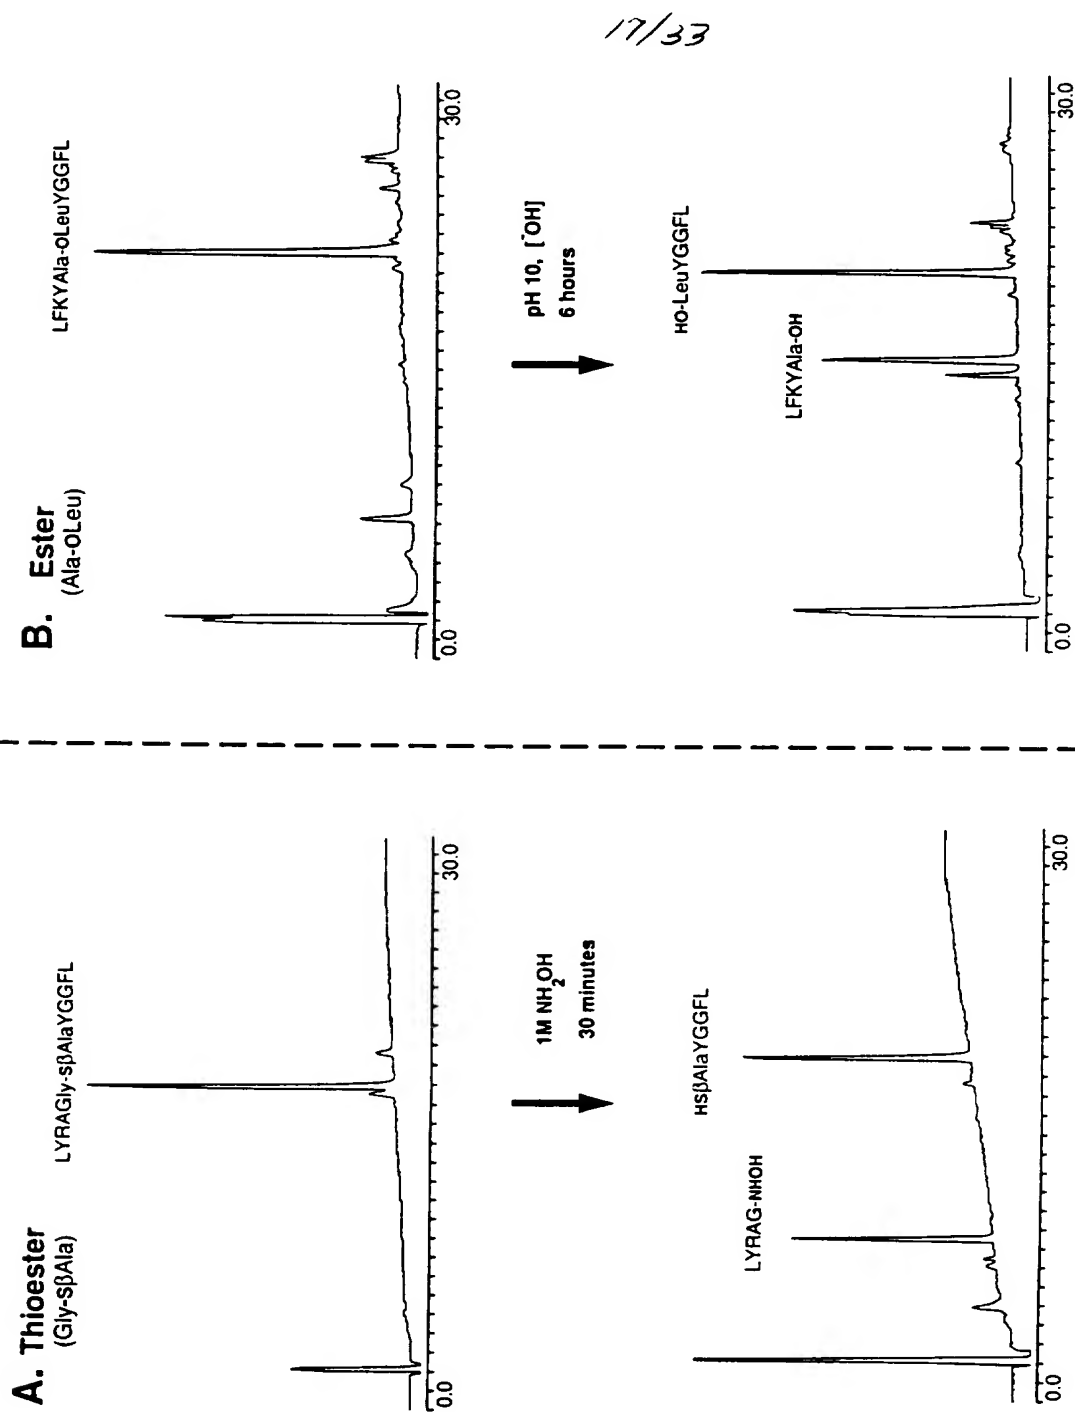 17/33
A. Thioester
(Gly-sβAla)
LYRAGly-sβAlaYGGFL
0.0
30.0
1M NH2OH
30 minutes
LYRAG-NHOH
HSβAlaYGGFL
0.0
30.0
B. Ester
(Ala-OLeu)
LFKYAla-OLeuYGGFL
0.0
30.0
pH 10, [⁻OH]
6 hours
LFKYAla-OH
HO-LeuYGGFL
0.0
30.0